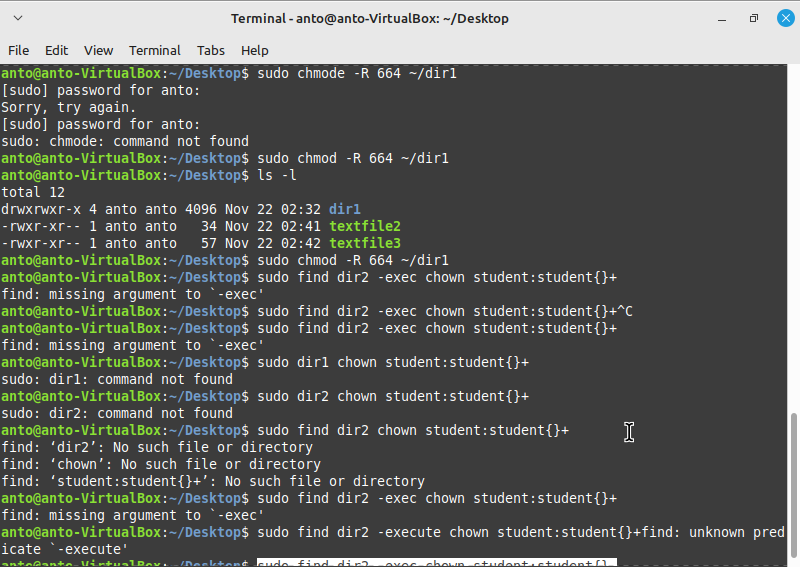 Terminal - anto@anto-VirtualBox: ~/Desktop
File Edit View Terminal Tabs Help
anto@anto-VirtualBox:~/Desktop$ sudo chmode -R 664 ~/dir1
[sudo] password for anto:
Sorry, try again.
[sudo] password for anto:
sudo: chmode: command not found
anto@anto-VirtualBox:~/Desktop$ sudo chmod -R 664 ~/dir1
anto@anto-VirtualBox:~/Desktop$ ls -l
total 12
drwxrwxr-x 4 anto anto 4096 Nov 22 02:32 dir1
-rwxr-xr-- 1 anto anto   34 Nov 22 02:41 textfile2
-rwxr-xr-- 1 anto anto   57 Nov 22 02:42 textfile3
anto@anto-VirtualBox:~/Desktop$ sudo chmod -R 664 ~/dir1
anto@anto-VirtualBox:~/Desktop$ sudo find dir2 -exec chown student:student{}+
find: missing argument to `-exec'
anto@anto-VirtualBox:~/Desktop$ sudo find dir2 -exec chown student:student{}+^C
anto@anto-VirtualBox:~/Desktop$ sudo find dir2 -exec chown student:student{}+
find: missing argument to `-exec'
anto@anto-VirtualBox:~/Desktop$ sudo dir1 chown student:student{}+
sudo: dir1: command not found
anto@anto-VirtualBox:~/Desktop$ sudo dir2 chown student:student{}+
sudo: dir2: command not found
anto@anto-VirtualBox:~/Desktop$ sudo find dir2 chown student:student{}+
find: ‘dir2’: No such file or directory
find: ‘chown’: No such file or directory
find: ‘student:student{}+’: No such file or directory
anto@anto-VirtualBox:~/Desktop$ sudo find dir2 -exec chown student:student{}+
find: missing argument to `-exec'
anto@anto-VirtualBox:~/Desktop$ sudo find dir2 -execute chown student:student{}+find: unknown pred
icate `-execute'
anto@anto-VirtualBox:~/Desktop$ sudo find dir2 -exec chown